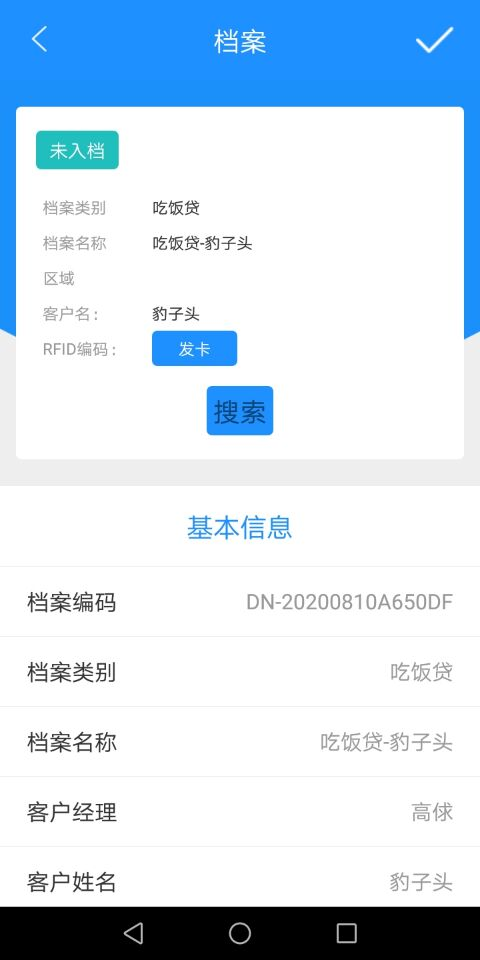 档案
未入档
档案类别 吃饭贷
档案名称 吃饭贷-豹子头
区域
客户名：豹子头
RFID编码： 发卡
搜索
基本信息
档案编码 DN-20200810A650DF
档案类别 吃饭贷
档案名称 吃饭贷-豹子头
客户经理 高俅
客户姓名 豹子头